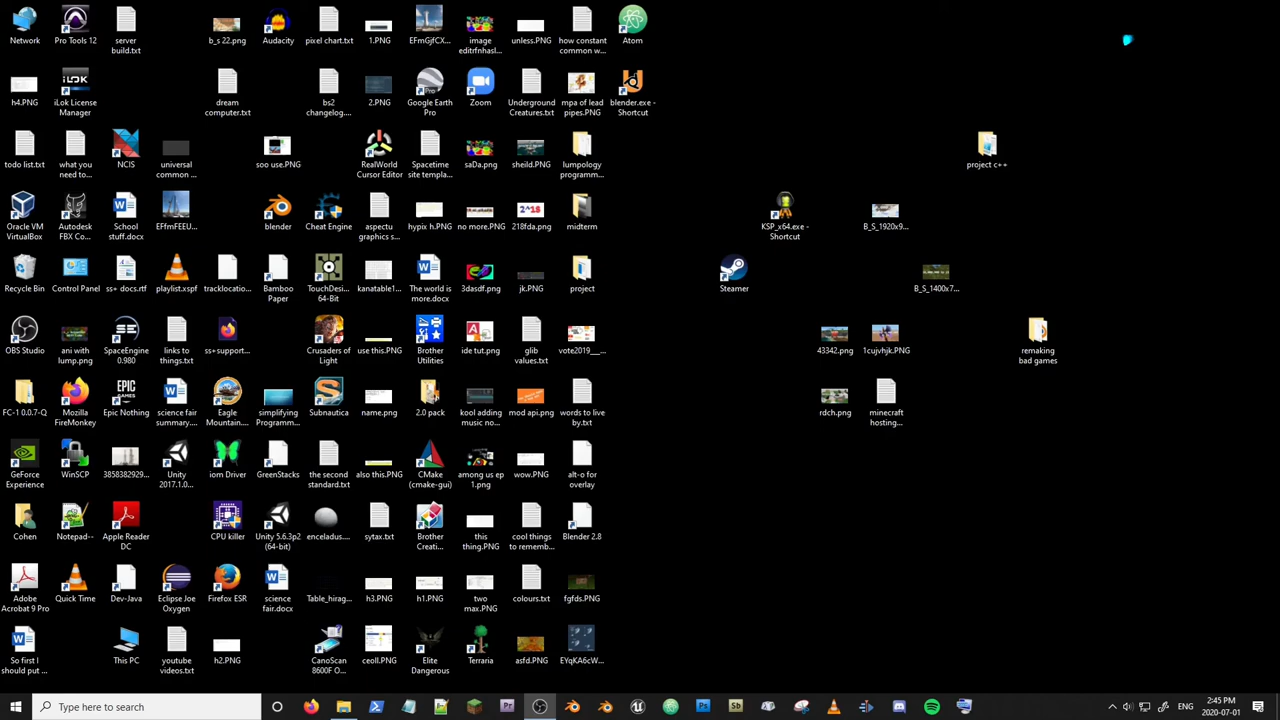 Network
Pro Tools 12
server
build.txt
b_s 22.png
Audacity
pixel chart.txt
1.PNG
EFmGjfCX...
image
editrfnhasl...
unless.PNG
how constant
common w...
Atom
h4.PNG
iLok License
Manager
dream
computer.txt
bs2
changelog....
2.PNG
Google Earth
Pro
Zoom
Underground
Creatures.txt
mpa of lead
pipes.PNG
blender.exe -
Shortcut
todo list.txt
what you
need to...
NCIS
universal
common ...
soo use.PNG
RealWorld
Cursor Editor
Spacetime
site templa...
saDa.png
sheild.PNG
lumpology
programm...
project c++
Oracle VM
VirtualBox
Autodesk
FBX Co...
School
stuff.docx
EFfmFEEU...
blender
Cheat Engine
aspectu
graphics s...
hypix h.PNG
no more.PNG
218fda.png
midterm
KSP_x64.exe -
Shortcut
B_S_1920x9...
Recycle Bin
Control Panel
ss+ docs.rtf
playlist.xspf
tracklocatio...
Bamboo
Paper
TouchDesi...
64-Bit
kanatable1...
The world is
more.docx
3dasdf.png
jk.PNG
project
Steamer
B_S_1400x7...
OBS Studio
ani with
lump.png
SpaceEngine
0.980
links to
things.txt
ss+support...
Crusaders of
Light
use this.PNG
Brother
Utilities
ide tut.png
glib
values.txt
vote2019___...
43342.png
1cujvhjk.PNG
remaking
bad games
FC-1 0.0.7-Q
Mozilla
FireMonkey
Epic Nothing
science fair
summary....
Eagle
Mountain....
simplifying
Programm...
Subnautica
name.png
2.0 pack
kool adding
music no...
mod api.png
words to live
by.txt
rdch.png
minecraft
hosting...
GeForce
Experience
WinSCP
3858382929...
Unity
2017.1.0...
iom Driver
GreenStacks
the second
standard.txt
also this.PNG
CMake
(cmake-gui)
among us ep
1.png
wow.PNG
alt-o for
overlay
Cohen
Notepad--
Apple Reader
DC
CPU killer
Unity 5.6.3p2
(64-bit)
enceladus....
sytax.txt
Brother
Creati...
this
thing.PNG
cool things
to rememb...
Blender 2.8
Adobe
Acrobat 9 Pro
Quick Time
Dev-Java
Eclipse Joe
Oxygen
Firefox ESR
science
fair.docx
Table_hirag...
h3.PNG
h1.PNG
two
max.PNG
colours.txt
fgfds.PNG
So first I
should put ...
This PC
youtube
videos.txt
h2.PNG
CanoScan
8600F O...
ceoll.PNG
Elite
Dangerous
Terraria
asfd.PNG
EYqKA6cW...
Type here to search
ENG
2:45 PM
2020-07-01